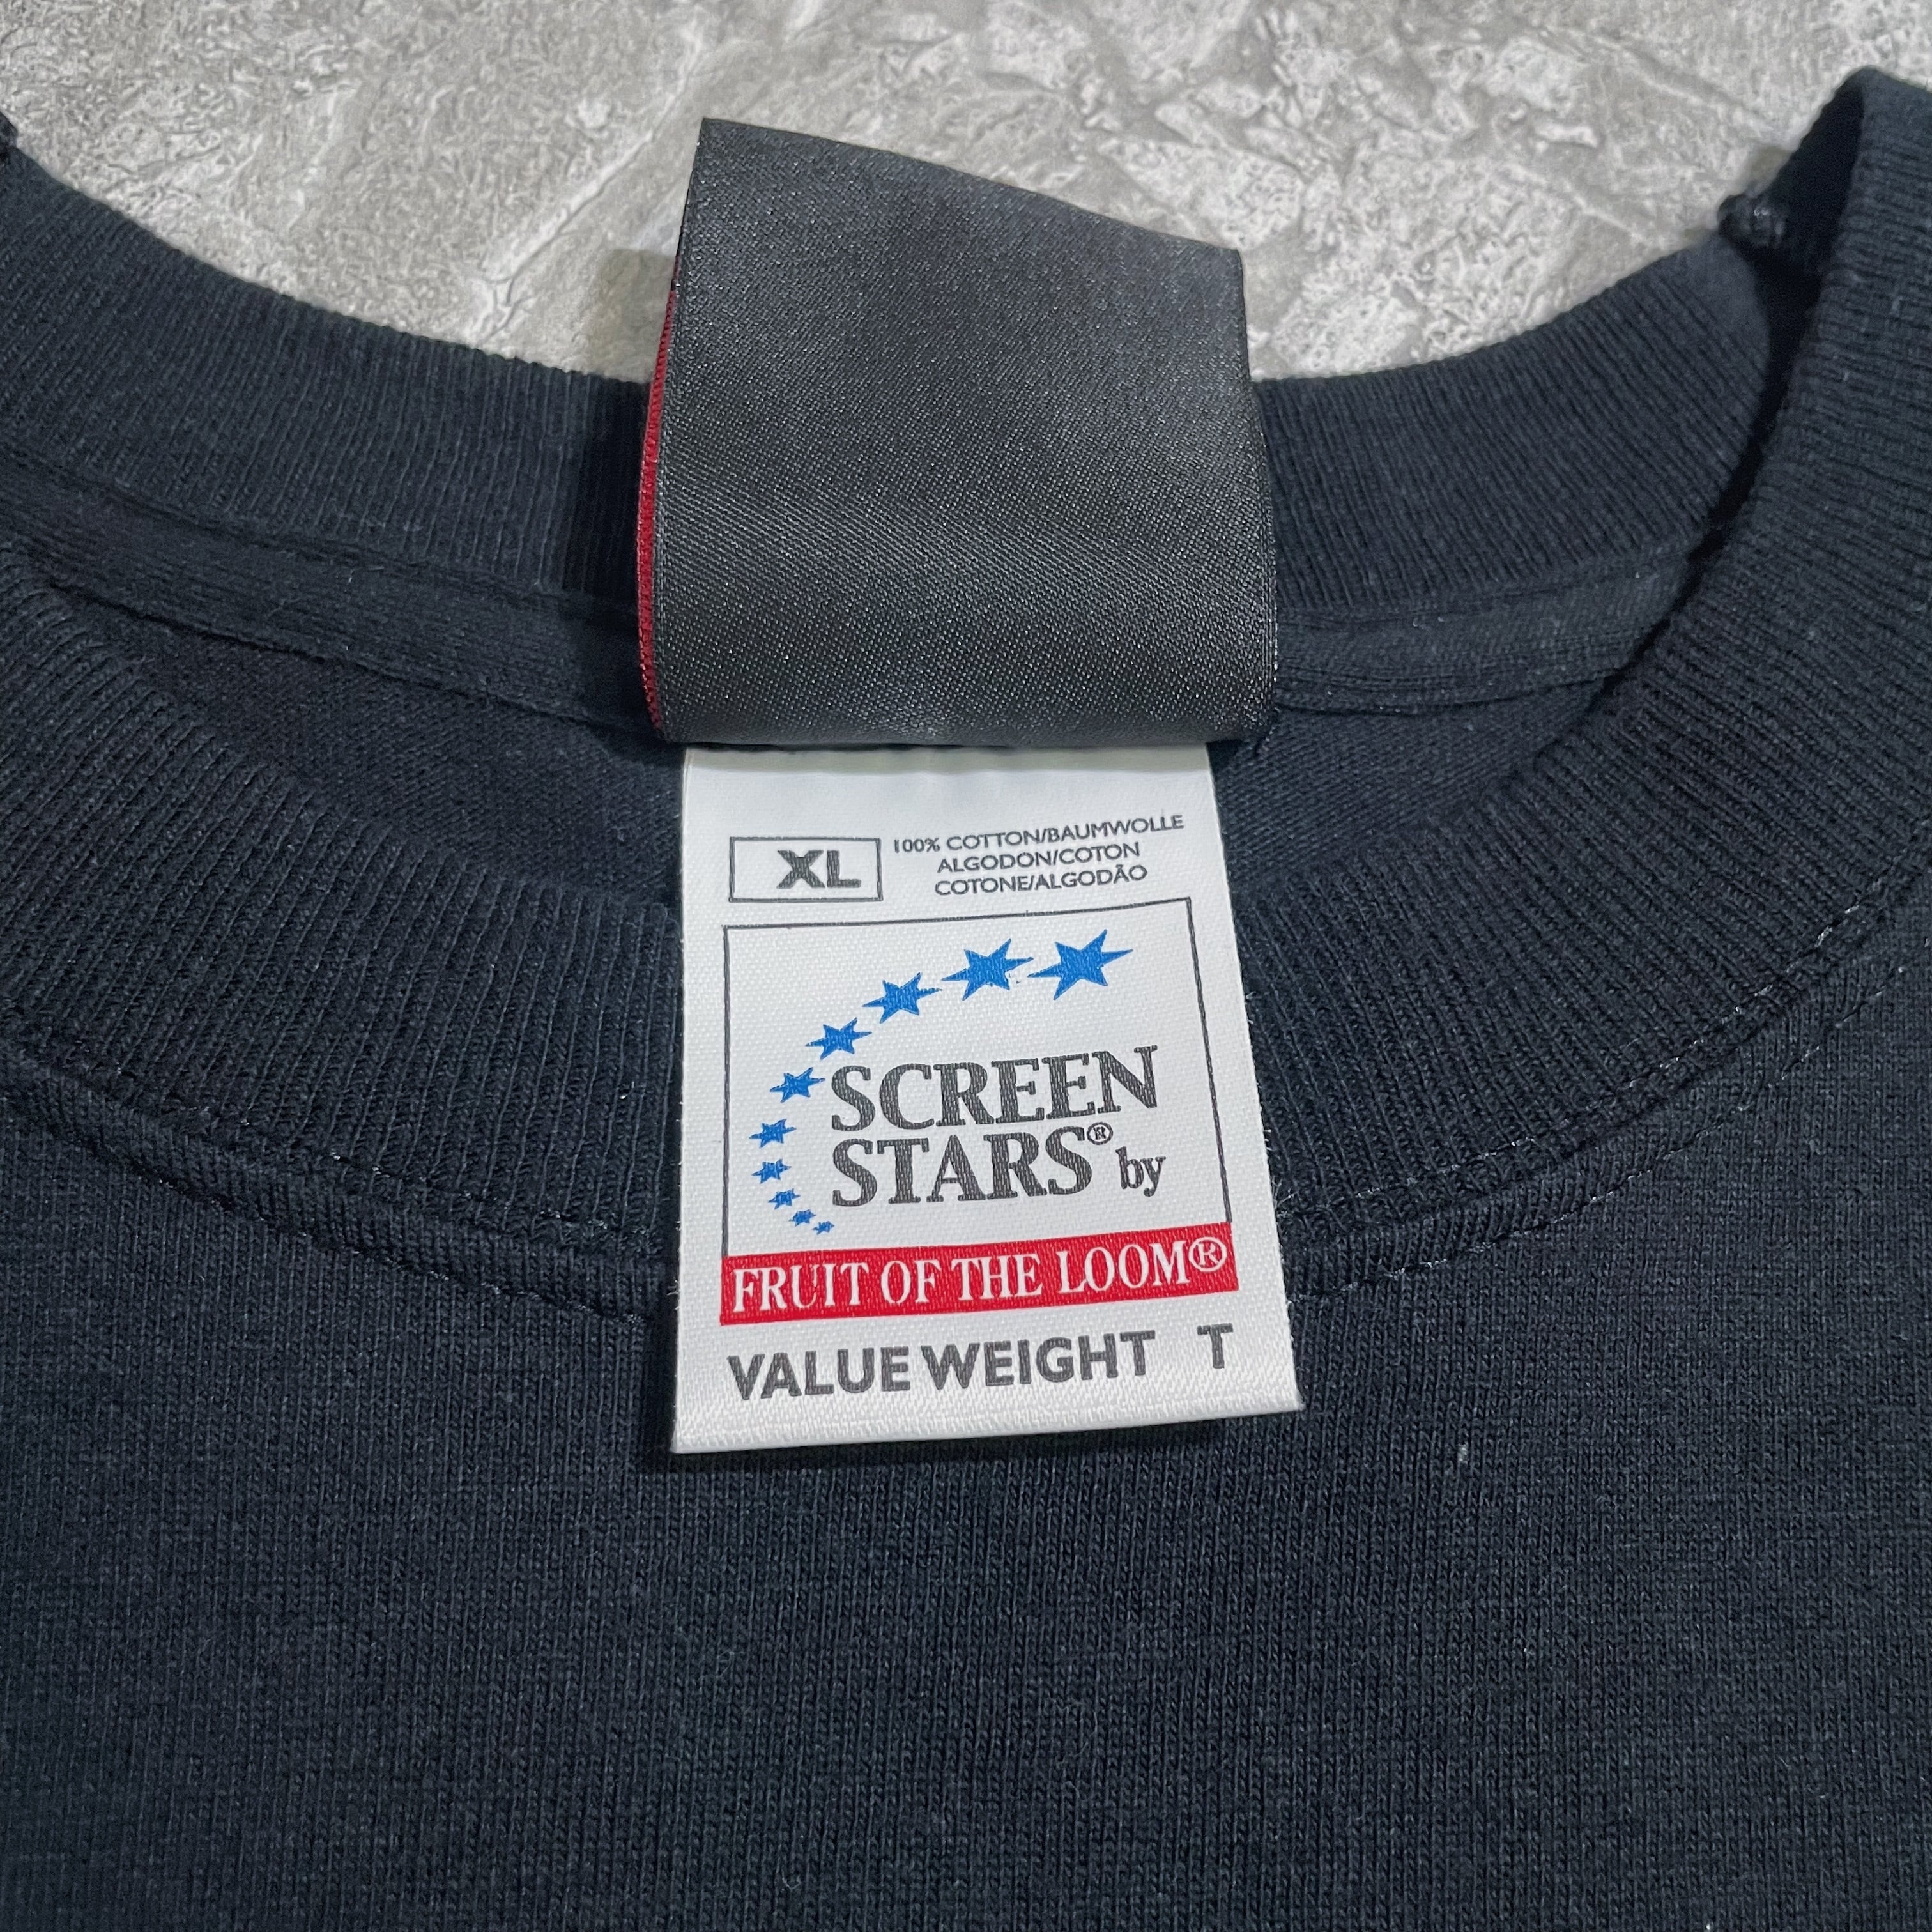 XL
100% COTTON/BAUMWOLLE
ALGODON/COTON
COTONE/ALGODÃO
SCREEN
STARS® by
FRUIT OF THE LOOM®
VALUE WEIGHT T